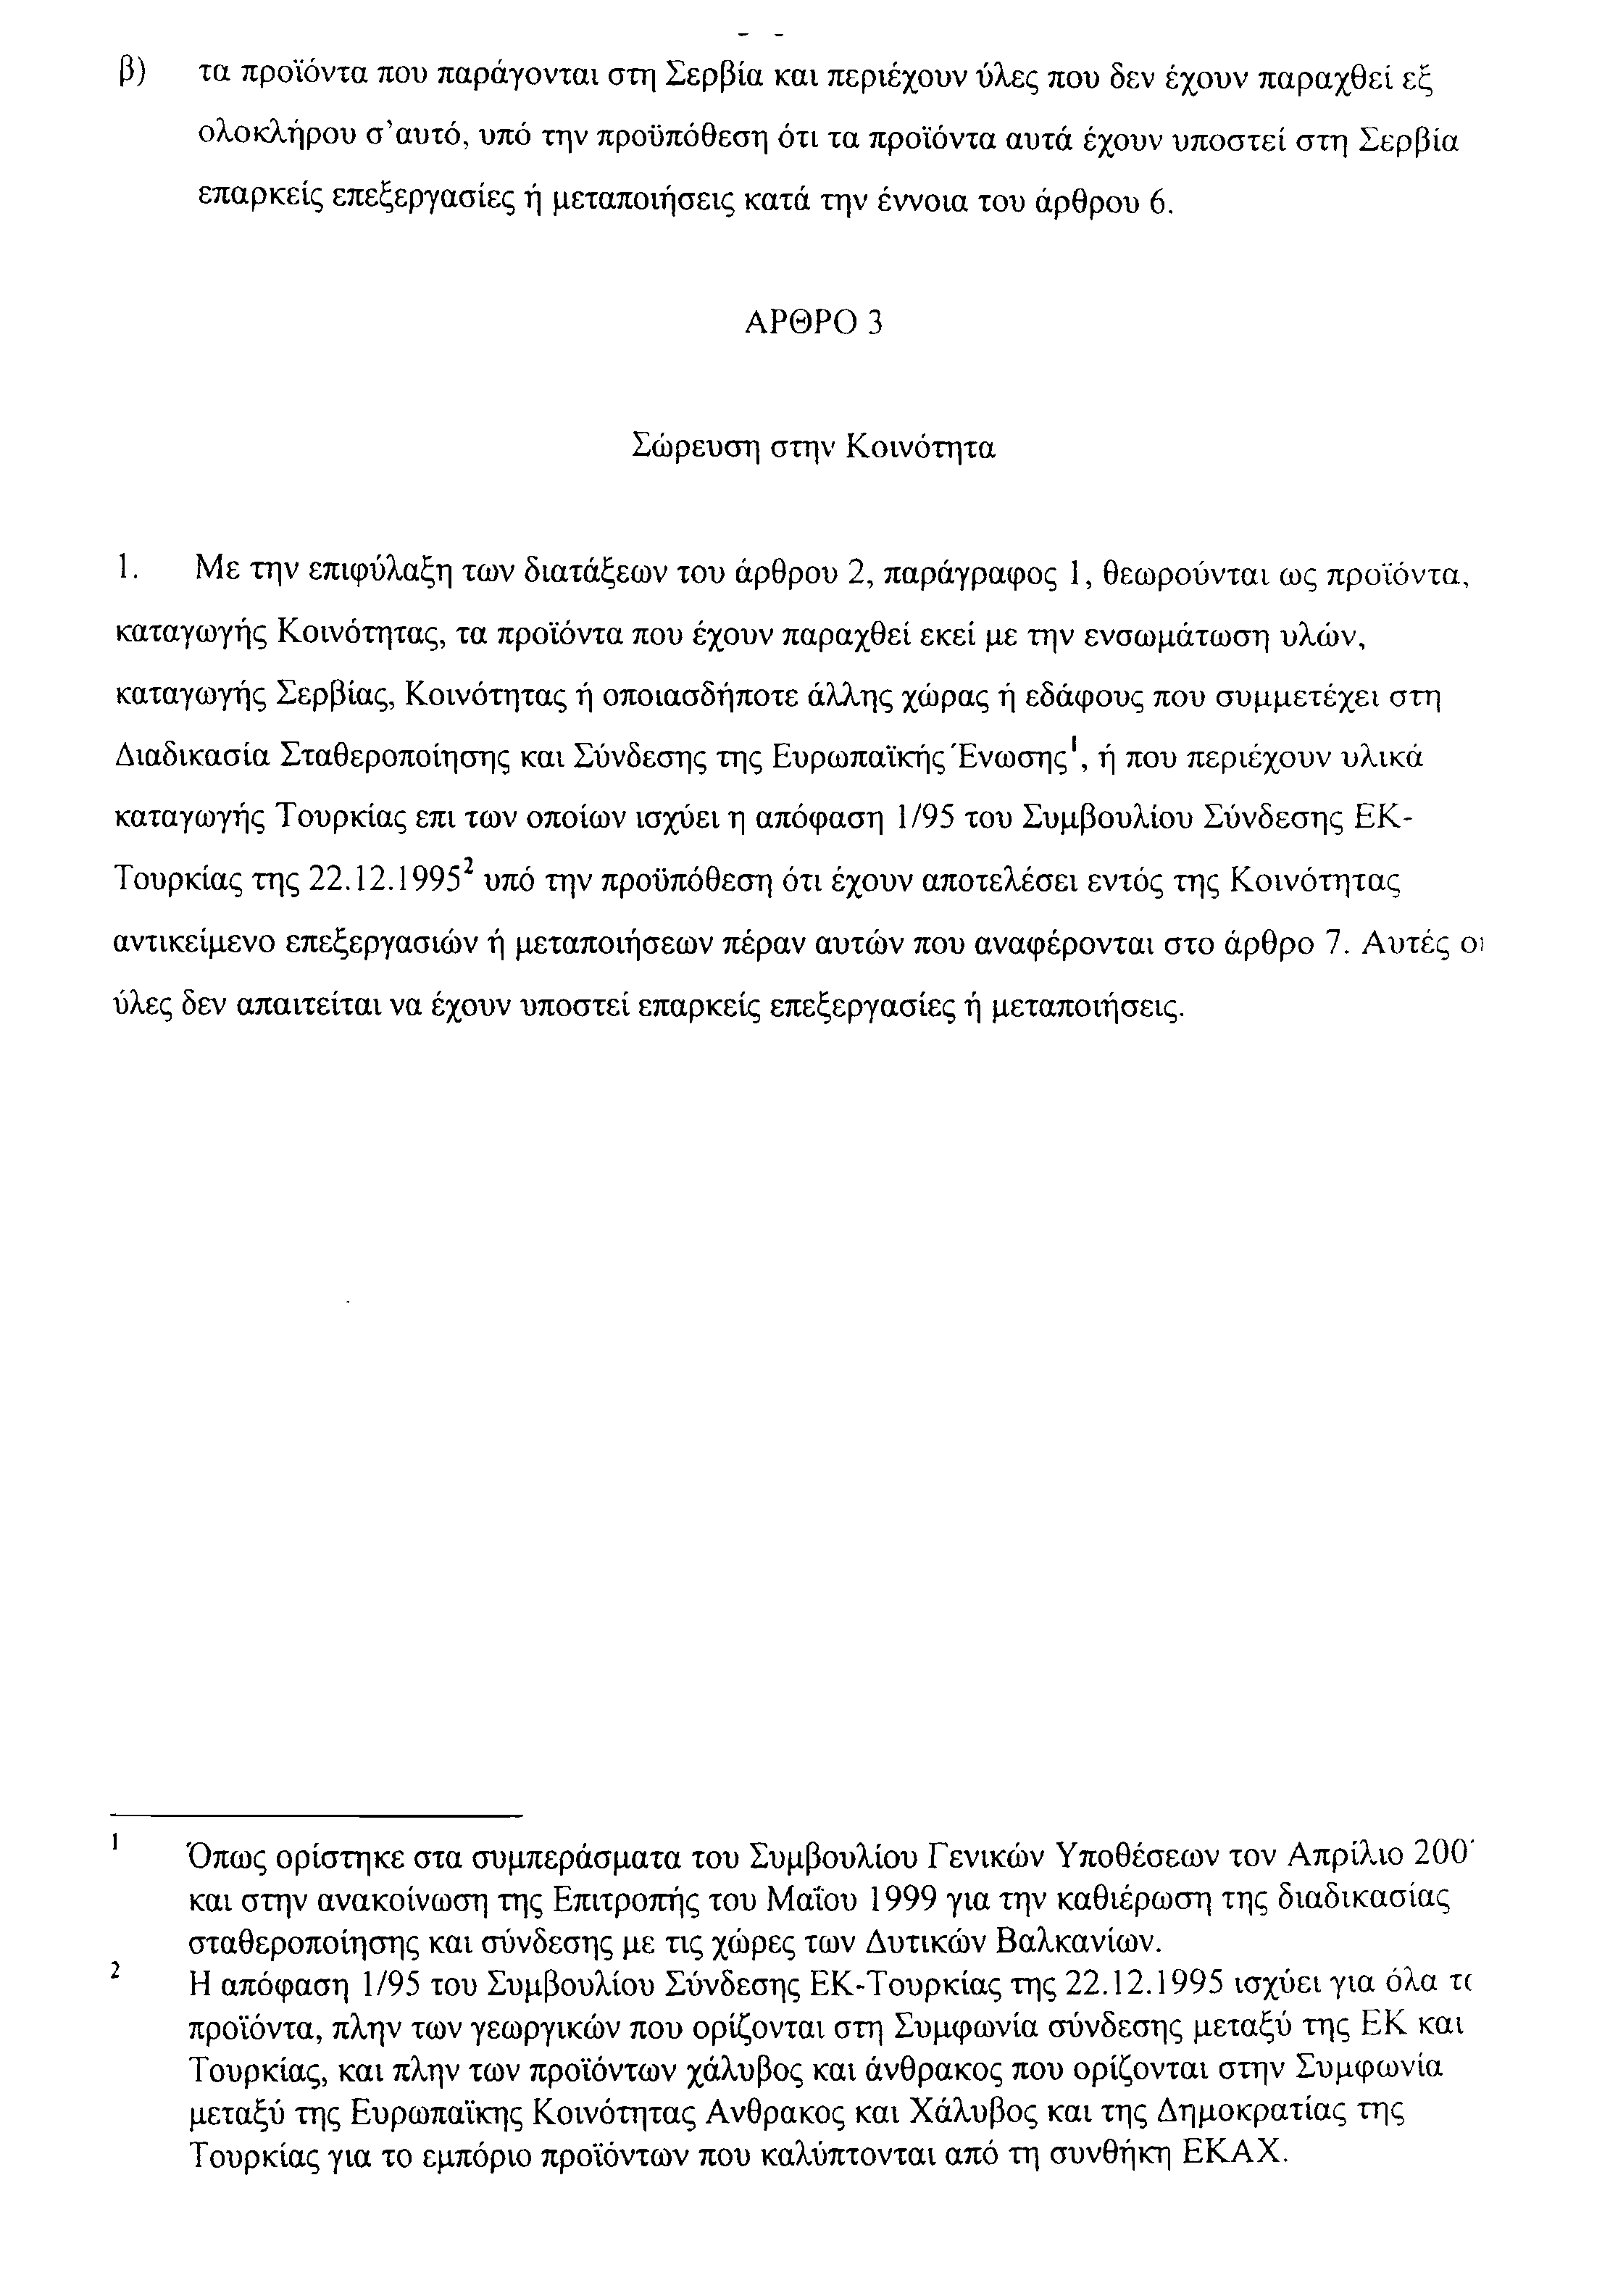 β) τα προϊόντα που παράγονται στη Σερβία και περιέχουν ύλες που δεν έχουν παραχθεί εξ
ολοκλήρου σ’αυτό, υπό την προϋπόθεση ότι τα προϊόντα αυτά έχουν υποστεί στη Σερβία
επαρκείς επεξεργασίες ή μεταποιήσεις κατά την έννοια του άρθρου 6.
ΑΡΘΡΟ 3
Σώρευση στην Κοινότητα
1. Με την επιφύλαξη των διατάξεων του άρθρου 2, παράγραφος 1, θεωρούνται ως προϊόντα,
καταγωγής Κοινότητας, τα προϊόντα που έχουν παραχθεί εκεί με την ενσωμάτωση υλών,
καταγωγής Σερβίας, Κοινότητας ή οποιασδήποτε άλλης χώρας ή εδάφους που συμμετέχει στη
Διαδικασία Σταθεροποίησης και Σύνδεσης της Ευρωπαϊκής Ένωσης¹, ή που περιέχουν υλικά
καταγωγής Τουρκίας επι των οποίων ισχύει η απόφαση 1/95 του Συμβουλίου Σύνδεσης ΕΚ-
Τουρκίας της 22.12.1995² υπό την προϋπόθεση ότι έχουν αποτελέσει εντός της Κοινότητας
αντικείμενο επεξεργασιών ή μεταποιήσεων πέραν αυτών που αναφέρονται στο άρθρο 7. Αυτές οι
ύλες δεν απαιτείται να έχουν υποστεί επαρκείς επεξεργασίες ή μεταποιήσεις.
¹ Όπως ορίστηκε στα συμπεράσματα του Συμβουλίου Γενικών Υποθέσεων τον Απρίλιο
και στην ανακοίνωση της Επιτροπής του Μαΐου 1999 για την καθιέρωση της διαδικασίας
σταθεροποίησης και σύνδεσης με τις χώρες των Δυτικών Βαλκανίων.
² Η απόφαση 1/95 του Συμβουλίου Σύνδεσης ΕΚ-Τουρκίας της 22.12.1995 ισχύει για όλα
προϊόντα, πλην των γεωργικών που ορίζονται στη Συμφωνία σύνδεσης μεταξύ της ΕΚ και
Τουρκίας, και πλην των προϊόντων χάλυβος και άνθρακος που ορίζονται στην Συμφωνία
μεταξύ της Ευρωπαϊκης Κοινότητας Ανθρακος και Χάλυβος και της Δημοκρατίας της
Τουρκίας για το εμπόριο προϊόντων που καλύπτονται από τη συνθήκη ΕΚΑΧ.